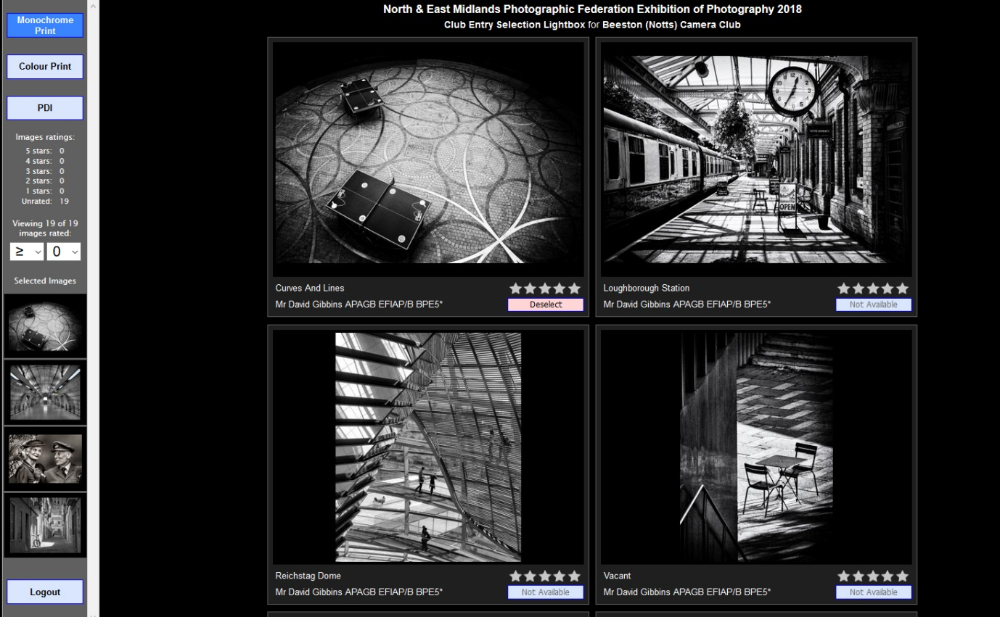 Monochrome
Print
Colour Print
PDI
Images ratings:
5 stars: 0
4 stars: 0
3 stars: 0
2 stars: 0
1 stars: 0
Unrated: 19
Viewing 19 of 19
images rated:
≥ 0
Selected Images
Logout
North & East Midlands Photographic Federation Exhibition of Photography 2018
Club Entry Selection Lightbox for Beeston (Notts) Camera Club
Curves And Lines
Mr David Gibbins APAGB EFIAP/B BPE5*
Deselect
12
OPEN
Loughborough Station
Mr David Gibbins APAGB EFIAP/B BPE5*
Not Available
Reichstag Dome
Mr David Gibbins APAGB EFIAP/B BPE5*
Not Available
Vacant
Mr David Gibbins APAGB EFIAP/B BPE5*
Not Available